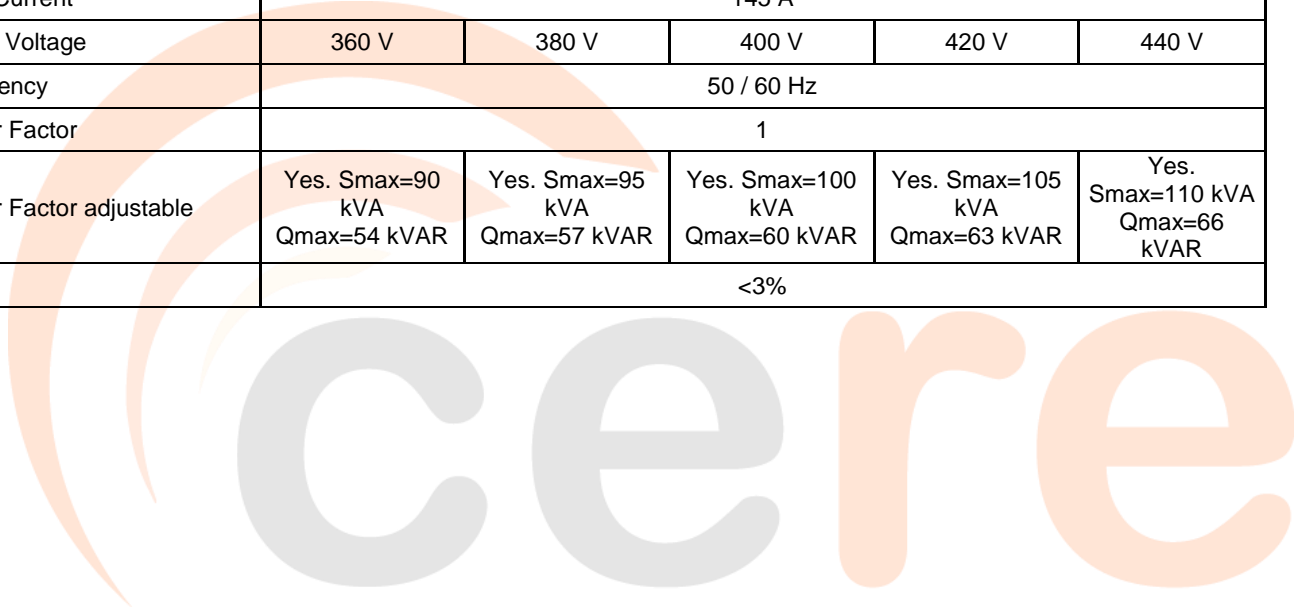 Current 145 A
Voltage 360 V 380 V 400 V 420 V 440 V
50 / 60 Hz
Factor 1
Factor adjustable Yes. Smax=90 kVA Qmax=54 kVAR Yes. Smax=95 kVA Qmax=57 kVAR Yes. Smax=100 kVA Qmax=60 kVAR Yes. Smax=105 kVA Qmax=63 kVAR Yes. Smax=110 kVA Qmax=66 kVAR
<3%
cere